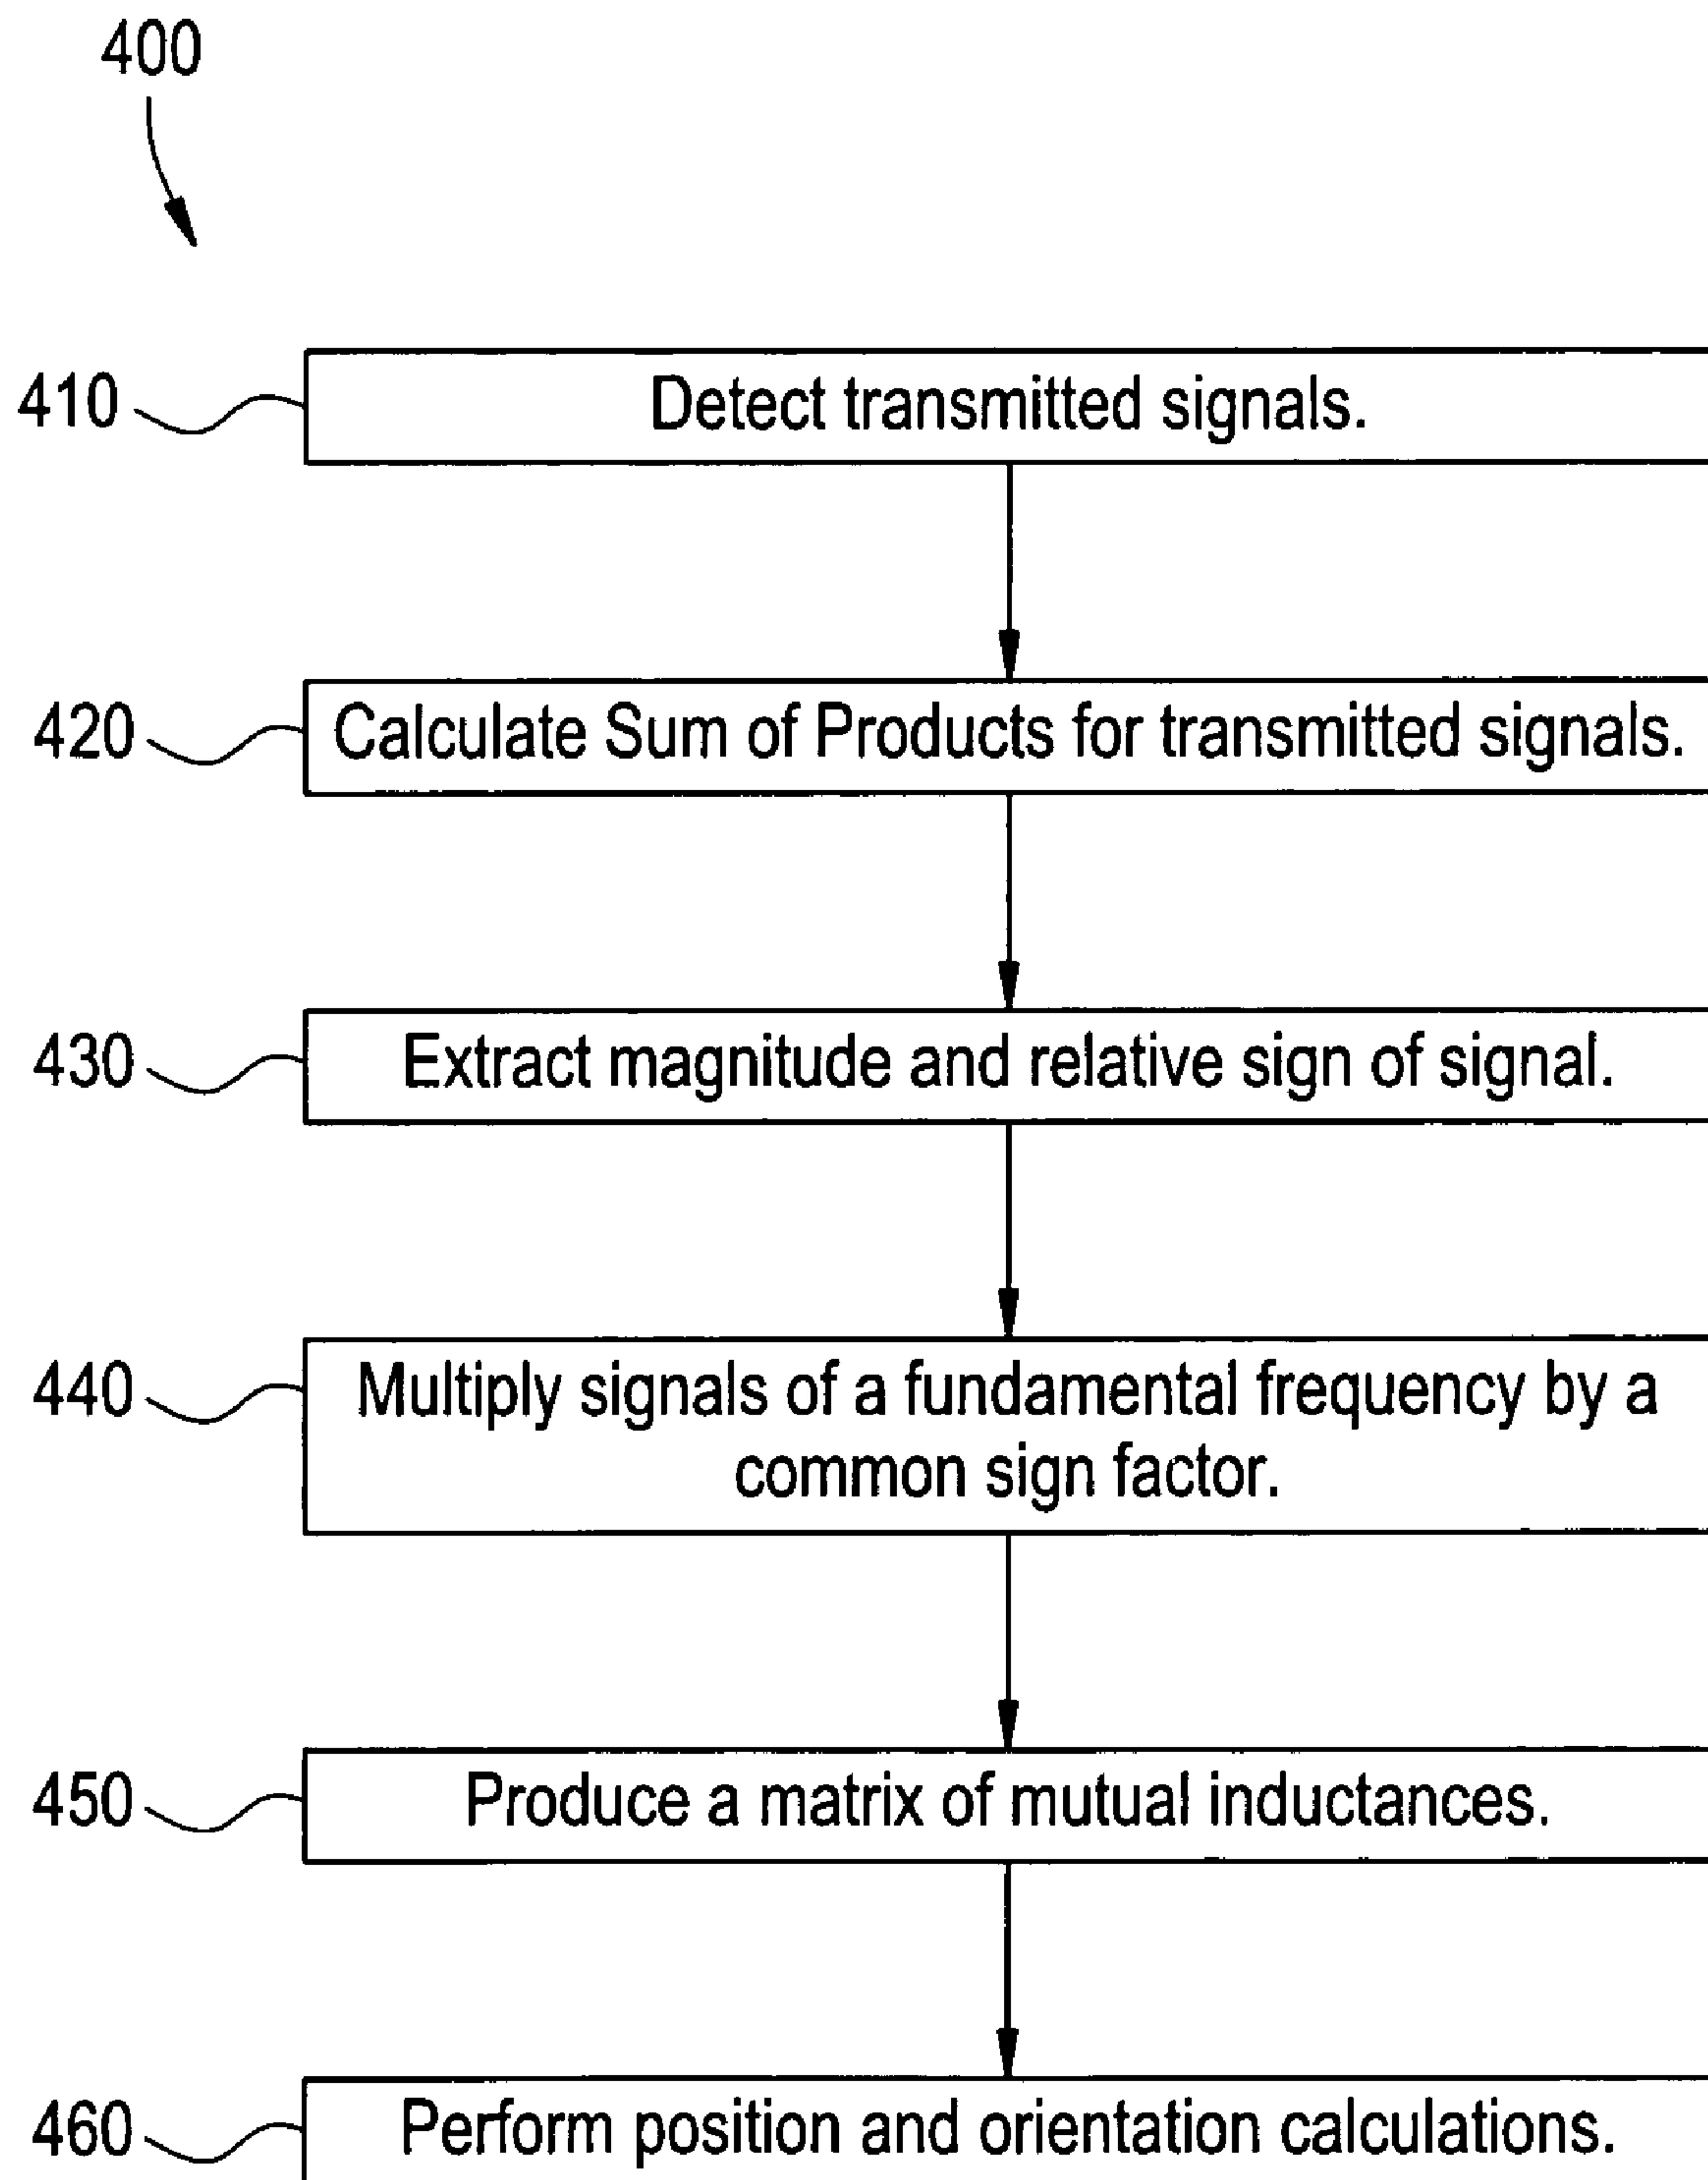 400
410
Detect transmitted signals.
420
Calculate Sum of Products for transmitted signals.
430
Extract magnitude and relative sign of signal.
440
Multiply signals of a fundamental frequency by a
common sign factor.
450
Produce a matrix of mutual inductances.
460
Perform position and orientation calculations.